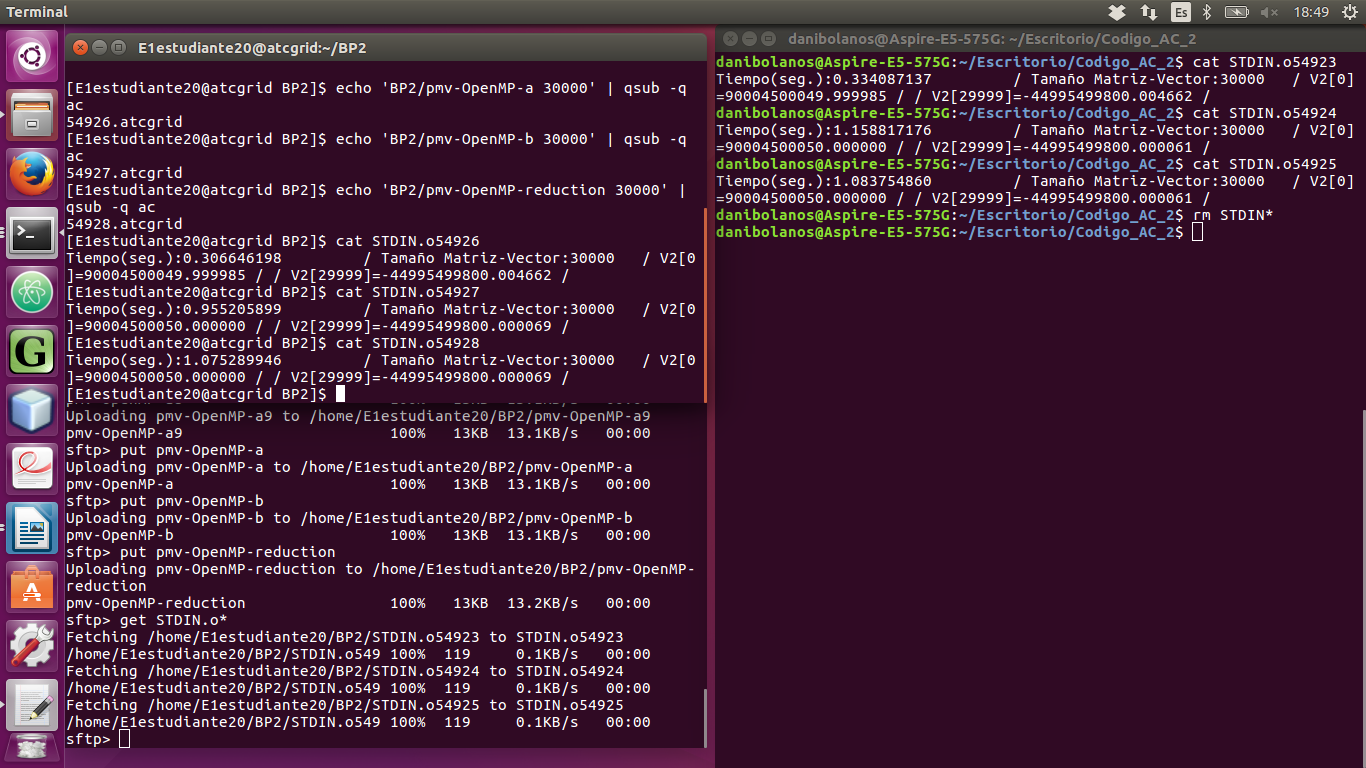 Terminal
Es
18:49
E1estudiante20@atcgrid:~/BP2
[E1estudiante20@atcgrid BP2]$ echo 'BP2/pmv-OpenMP-a 30000' | qsub -q
ac
54926.atcgrid
[E1estudiante20@atcgrid BP2]$ echo 'BP2/pmv-OpenMP-b 30000' | qsub -q
ac
54927.atcgrid
[E1estudiante20@atcgrid BP2]$ echo 'BP2/pmv-OpenMP-reduction 30000' |
qsub -q ac
54928.atcgrid
[E1estudiante20@atcgrid BP2]$ cat STDIN.o54926
Tiempo(seg.):0.306646198 / Tamaño Matriz-Vector:30000 / V2[0
]=90004500049.999985 / / V2[29999]=-44995499800.004662 /
[E1estudiante20@atcgrid BP2]$ cat STDIN.o54927
Tiempo(seg.):0.955205899 / Tamaño Matriz-Vector:30000 / V2[0
]=90004500050.000000 / / V2[29999]=-44995499800.000069 /
[E1estudiante20@atcgrid BP2]$ cat STDIN.o54928
Tiempo(seg.):1.075289946 / Tamaño Matriz-Vector:30000 / V2[0
]=90004500050.000000 / / V2[29999]=-44995499800.000069 /
[E1estudiante20@atcgrid BP2]$
Uploading pmv-OpenMP-a9 to /home/E1estudiante20/BP2/pmv-OpenMP-a9
pmv-OpenMP-a9 100% 13KB 13.1KB/s 00:00
sftp> put pmv-OpenMP-a
Uploading pmv-OpenMP-a to /home/E1estudiante20/BP2/pmv-OpenMP-a
pmv-OpenMP-a 100% 13KB 13.1KB/s 00:00
sftp> put pmv-OpenMP-b
Uploading pmv-OpenMP-b to /home/E1estudiante20/BP2/pmv-OpenMP-b
pmv-OpenMP-b 100% 13KB 13.1KB/s 00:00
sftp> put pmv-OpenMP-reduction
Uploading pmv-OpenMP-reduction to /home/E1estudiante20/BP2/pmv-OpenMP-
reduction
pmv-OpenMP-reduction 100% 13KB 13.2KB/s 00:00
sftp> get STDIN.o*
Fetching /home/E1estudiante20/BP2/STDIN.o54923 to STDIN.o54923
/home/E1estudiante20/BP2/STDIN.o549 100% 119 0.1KB/s 00:00
Fetching /home/E1estudiante20/BP2/STDIN.o54924 to STDIN.o54924
/home/E1estudiante20/BP2/STDIN.o549 100% 119 0.1KB/s 00:00
Fetching /home/E1estudiante20/BP2/STDIN.o54925 to STDIN.o54925
/home/E1estudiante20/BP2/STDIN.o549 100% 119 0.1KB/s 00:00
sftp>
danibolanos@Aspire-E5-575G: ~/Escritorio/Codigo_AC_2
danibolanos@Aspire-E5-575G:~/Escritorio/Codigo_AC_2$ cat STDIN.o54923
Tiempo(seg.):0.334087137 / Tamaño Matriz-Vector:30000 / V2[0]
=90004500049.999985 / / V2[29999]=-44995499800.004662 /
danibolanos@Aspire-E5-575G:~/Escritorio/Codigo_AC_2$ cat STDIN.o54924
Tiempo(seg.):1.158817176 / Tamaño Matriz-Vector:30000 / V2[0]
=90004500050.000000 / / V2[29999]=-44995499800.000061 /
danibolanos@Aspire-E5-575G:~/Escritorio/Codigo_AC_2$ cat STDIN.o54925
Tiempo(seg.):1.083754860 / Tamaño Matriz-Vector:30000 / V2[0]
=90004500050.000000 / / V2[29999]=-44995499800.000061 /
danibolanos@Aspire-E5-575G:~/Escritorio/Codigo_AC_2$ rm STDIN*
danibolanos@Aspire-E5-575G:~/Escritorio/Codigo_AC_2$